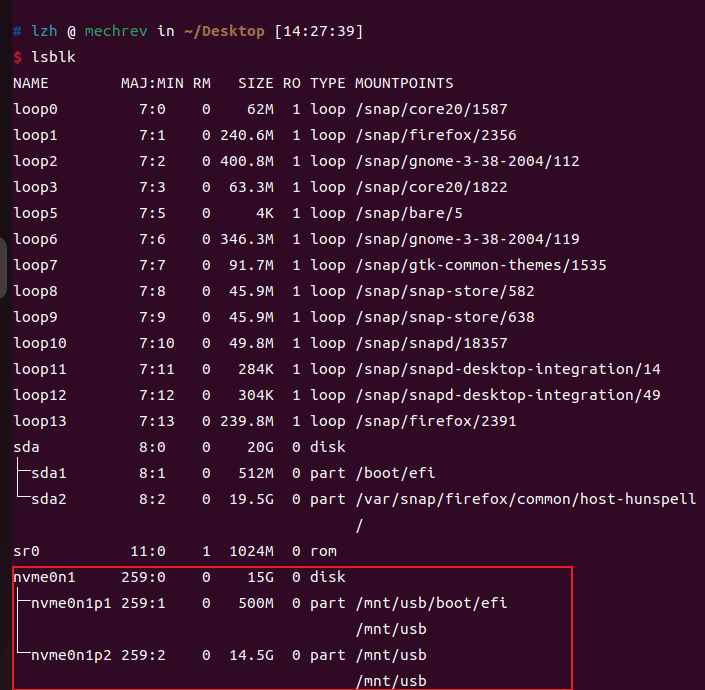 # lzh @ mechrev in ~/Desktop [14:27:39]
$ lsblk
NAME        MAJ:MIN RM   SIZE RO TYPE MOUNTPOINTS
loop0         7:0    0    62M  1 loop /snap/core20/1587
loop1         7:1    0 240.6M  1 loop /snap/firefox/2356
loop2         7:2    0 400.8M  1 loop /snap/gnome-3-38-2004/112
loop3         7:3    0  63.3M  1 loop /snap/core20/1822
loop5         7:5    0     4K  1 loop /snap/bare/5
loop6         7:6    0 346.3M  1 loop /snap/gnome-3-38-2004/119
loop7         7:7    0  91.7M  1 loop /snap/gtk-common-themes/1535
loop8         7:8    0  45.9M  1 loop /snap/snap-store/582
loop9         7:9    0  45.9M  1 loop /snap/snap-store/638
loop10        7:10   0  49.8M  1 loop /snap/snapd/18357
loop11        7:11   0   284K  1 loop /snap/snapd-desktop-integration/14
loop12        7:12   0   304K  1 loop /snap/snapd-desktop-integration/49
loop13        7:13   0 239.8M  1 loop /snap/firefox/2391
sda           8:0    0    20G  0 disk
├─sda1        8:1    0   512M  0 part /boot/efi
└─sda2        8:2    0  19.5G  0 part /var/snap/firefox/common/host-hunspell
                                      /
sr0          11:0    1  1024M  0 rom
nvme0n1     259:0    0    15G  0 disk
├─nvme0n1p1 259:1    0   500M  0 part /mnt/usb/boot/efi
│                                     /mnt/usb
└─nvme0n1p2 259:2    0  14.5G  0 part /mnt/usb
                                      /mnt/usb